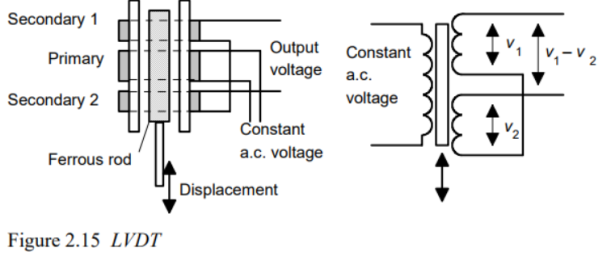 Secondary 1
Primary
Secondary 2
Ferrous rod
Output
voltage
Constant
a.c. voltage
Displacement
Constant
a.c.
voltage
v₁
v₁ – v₂
v₂
Figure 2.15 LVDT